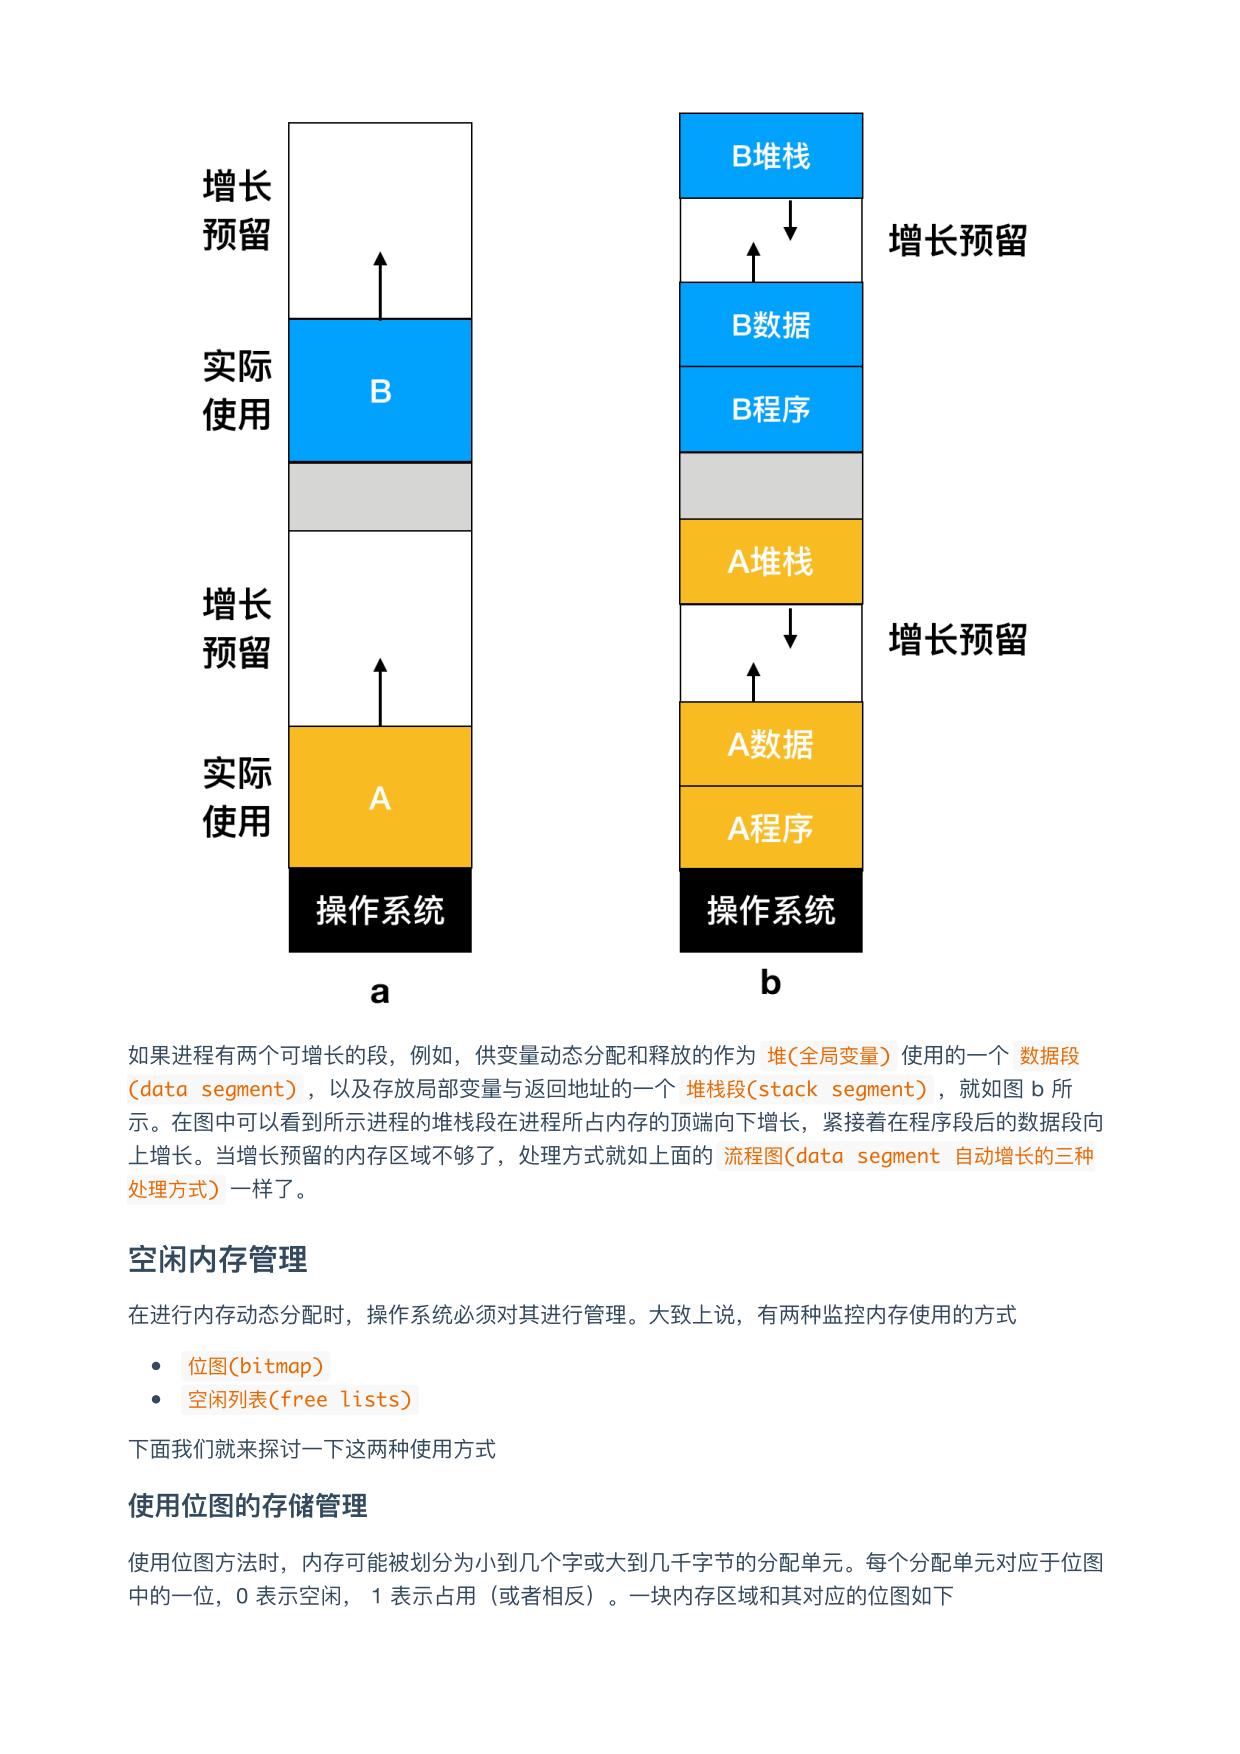 增长
预留
实际
使用
B
增长
预留
实际
使用
A
操作系统
a
B堆栈
增长预留
B数据
B程序
A堆栈
增长预留
A数据
A程序
操作系统
b
如果进程有两个可增长的段，例如，供变量动态分配和释放的作为 堆(全局变量) 使用的一个 数据段
(data segment) ，以及存放局部变量与返回地址的一个 堆栈段(stack segment) ，就如图 b 所
示。在图中可以看到所示进程的堆栈段在进程所占内存的顶端向下增长，紧接着在程序段后的数据段向
上增长。当增长预留的内存区域不够了，处理方式就如上面的 流程图(data segment 自动增长的三种
处理方式) 一样了。
空闲内存管理
在进行内存动态分配时，操作系统必须对其进行管理。大致上说，有两种监控内存使用的方式
• 位图(bitmap)
• 空闲列表(free lists)
下面我们就来探讨一下这两种使用方式
使用位图的存储管理
使用位图方法时，内存可能被划分为小到几个字或大到几千字节的分配单元。每个分配单元对应于位图
中的一位，0 表示空闲， 1 表示占用（或者相反）。一块内存区域和其对应的位图如下